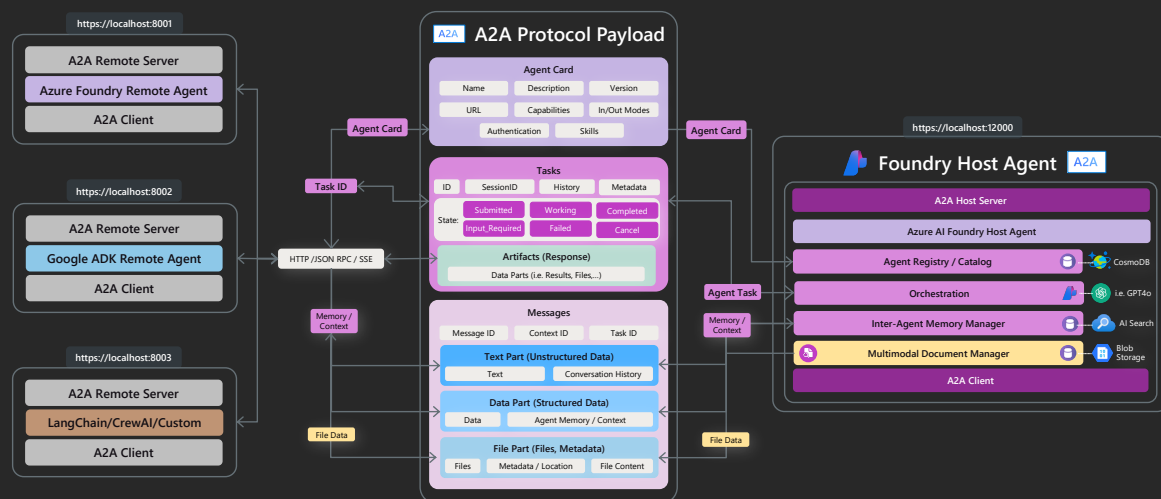 https://localhost:8001
A2A Remote Server
Azure Foundry Remote Agent
A2A Client
https://localhost:8002
A2A Remote Server
Google ADK Remote Agent
A2A Client
https://localhost:8003
A2A Remote Server
LangChain/CrewAI/Custom
A2A Client
Agent Card
Task ID
HTTP /JSON RPC / SSE
Memory /
Context
File Data
A2A
A2A Protocol Payload
Agent Card
Name
Description
Version
URL
Capabilities
In/Out Modes
Authentication
Skills
Tasks
ID
SessionID
History
Metadata
State:
Submitted
Working
Completed
Input_Required
Failed
Cancel
Artifacts (Response)
Data Parts (i.e. Results, Files,...)
Messages
Message ID
Context ID
Task ID
Text Part (Unstructured Data)
Text
Conversation History
Data Part (Structured Data)
Data
Agent Memory / Context
File Part (Files, Metadata)
Files
Metadata / Location
File Content
Agent Card
Agent Task
Memory /
Context
File Data
https://localhost:12000
Foundry Host Agent
A2A
A2A Host Server
Azure AI Foundry Host Agent
Agent Registry / Catalog
CosmoDB
Orchestration
i.e. GPT4o
Inter-Agent Memory Manager
AI Search
Multimodal Document Manager
Blob
Storage
A2A Client